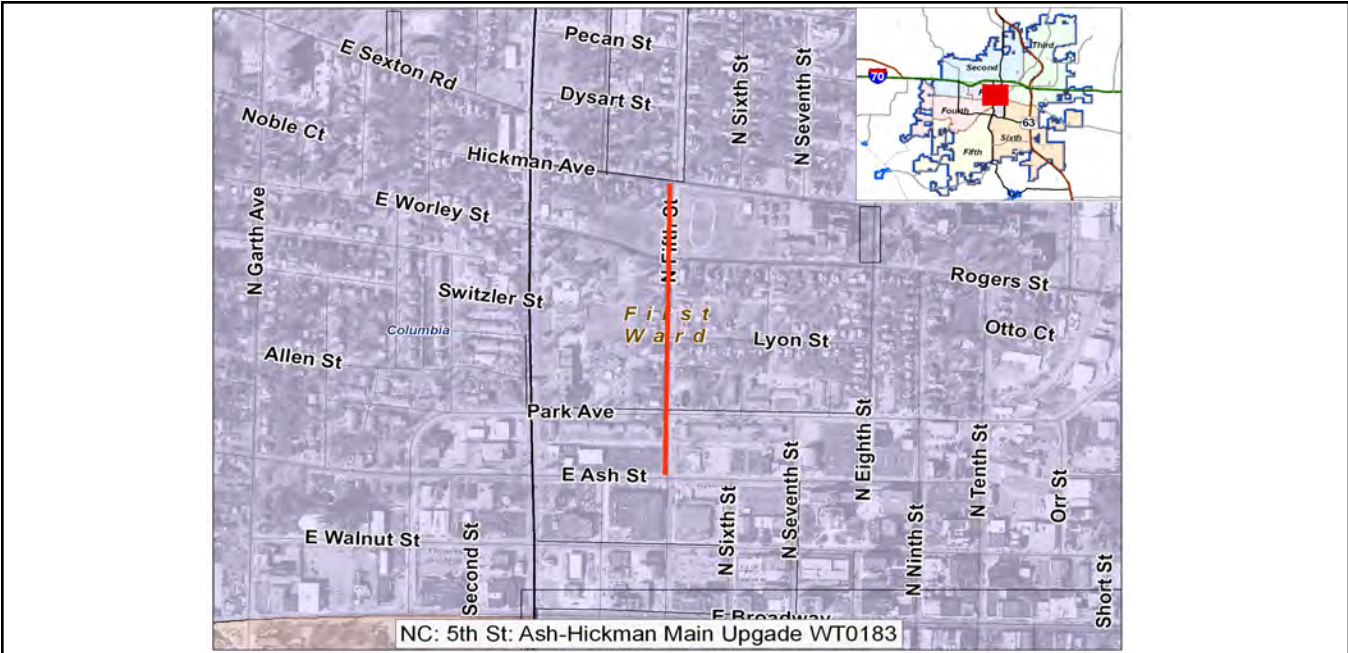 Pecan St
E Sexton Rd
Dysart St
N Sixth St
N Seventh St
Noble Ct
Hickman Ave
E Worley St
N Garth Ave
N Fifth St
Rogers St
Switzler St
First
Ward
Columbia
Lyon St
Otto Ct
Allen St
Park Ave
N Eighth St
E Ash St
N Seventh St
N Tenth St
Orr St
E Walnut St
Second St
N Sixth St
N Ninth St
Short St
E Broadway
NC: 5th St: Ash-Hickman Main Upgade WT0183
Third
Second
70
Fourth
63
Sixth
Fifth